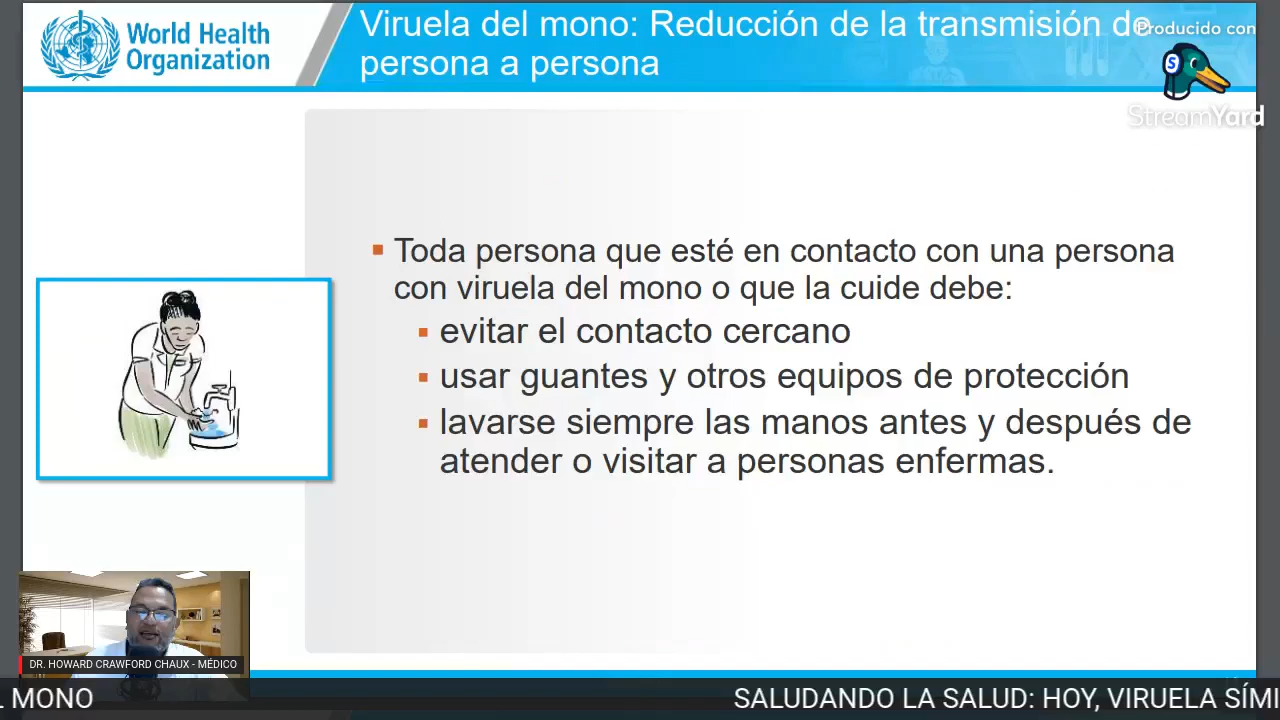 World Health
Organization
Viruela del mono: Reducción de la transmisión de
persona a persona
Producido con
StreamYard
Toda persona que esté en contacto con una persona
con viruela del mono o que la cuide debe:
evitar el contacto cercano
usar guantes y otros equipos de protección
lavarse siempre las manos antes y después de
atender o visitar a personas enfermas.
DR. HOWARD CRAWFORD CHAUX - MÉDICO
L MONO
SALUDANDO LA SALUD: HOY, VIRUELA SÍMI